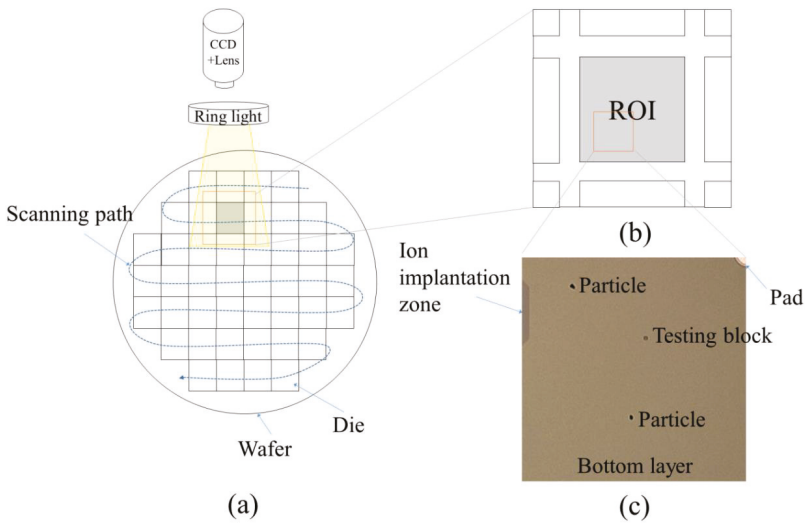 CCD
+Lens
Ring light
Scanning path
Die
Wafer
(a)
ROI
(b)
Ion
implantation
zone
Particle
Pad
Testing block
Particle
Bottom layer
(c)